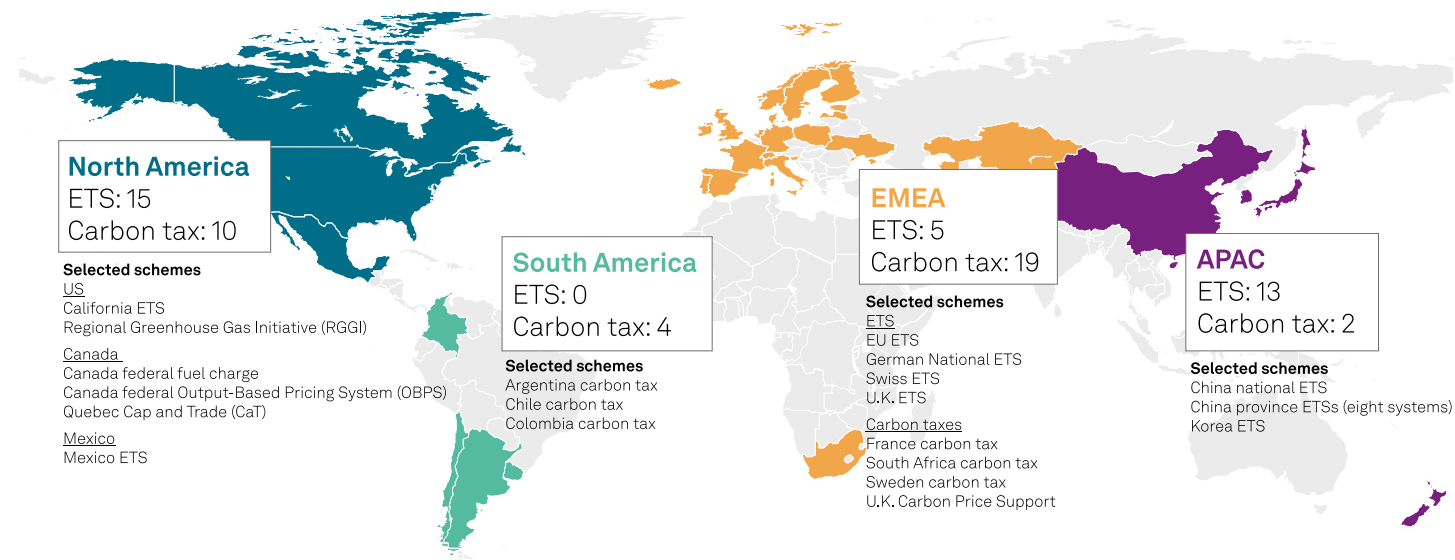 North America
ETS: 15
Carbon tax: 10
Selected schemes
US
California ETS
Regional Greenhouse Gas Initiative (RGGI)
Canada
Canada federal fuel charge
Canada federal Output-Based Pricing System (OBPS)
Quebec Cap and Trade (CaT)
Mexico
Mexico ETS
South America
ETS: 0
Carbon tax: 4
Selected schemes
Argentina carbon tax
Chile carbon tax
Colombia carbon tax
EMEA
ETS: 5
Carbon tax: 19
Selected schemes
ETS
EU ETS
German National ETS
Swiss ETS
U.K. ETS
Carbon taxes
France carbon tax
South Africa carbon tax
Sweden carbon tax
U.K. Carbon Price Support
APAC
ETS: 13
Carbon tax: 2
Selected schemes
China national ETS
China province ETSs (eight systems)
Korea ETS